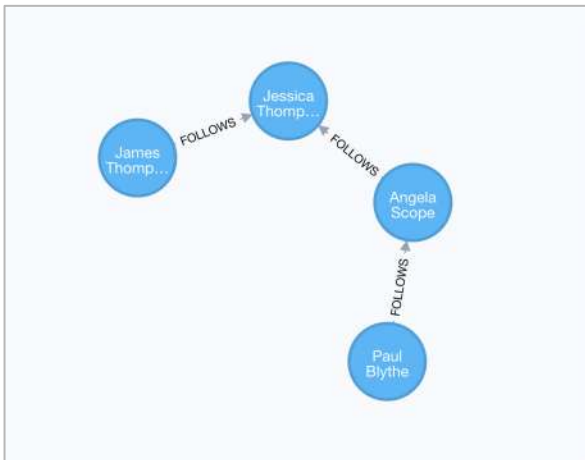 Jessica
Thomp…
FOLLOWS
James
Thomp…
FOLLOWS
Angela
Scope
FOLLOWS
Paul
Blythe